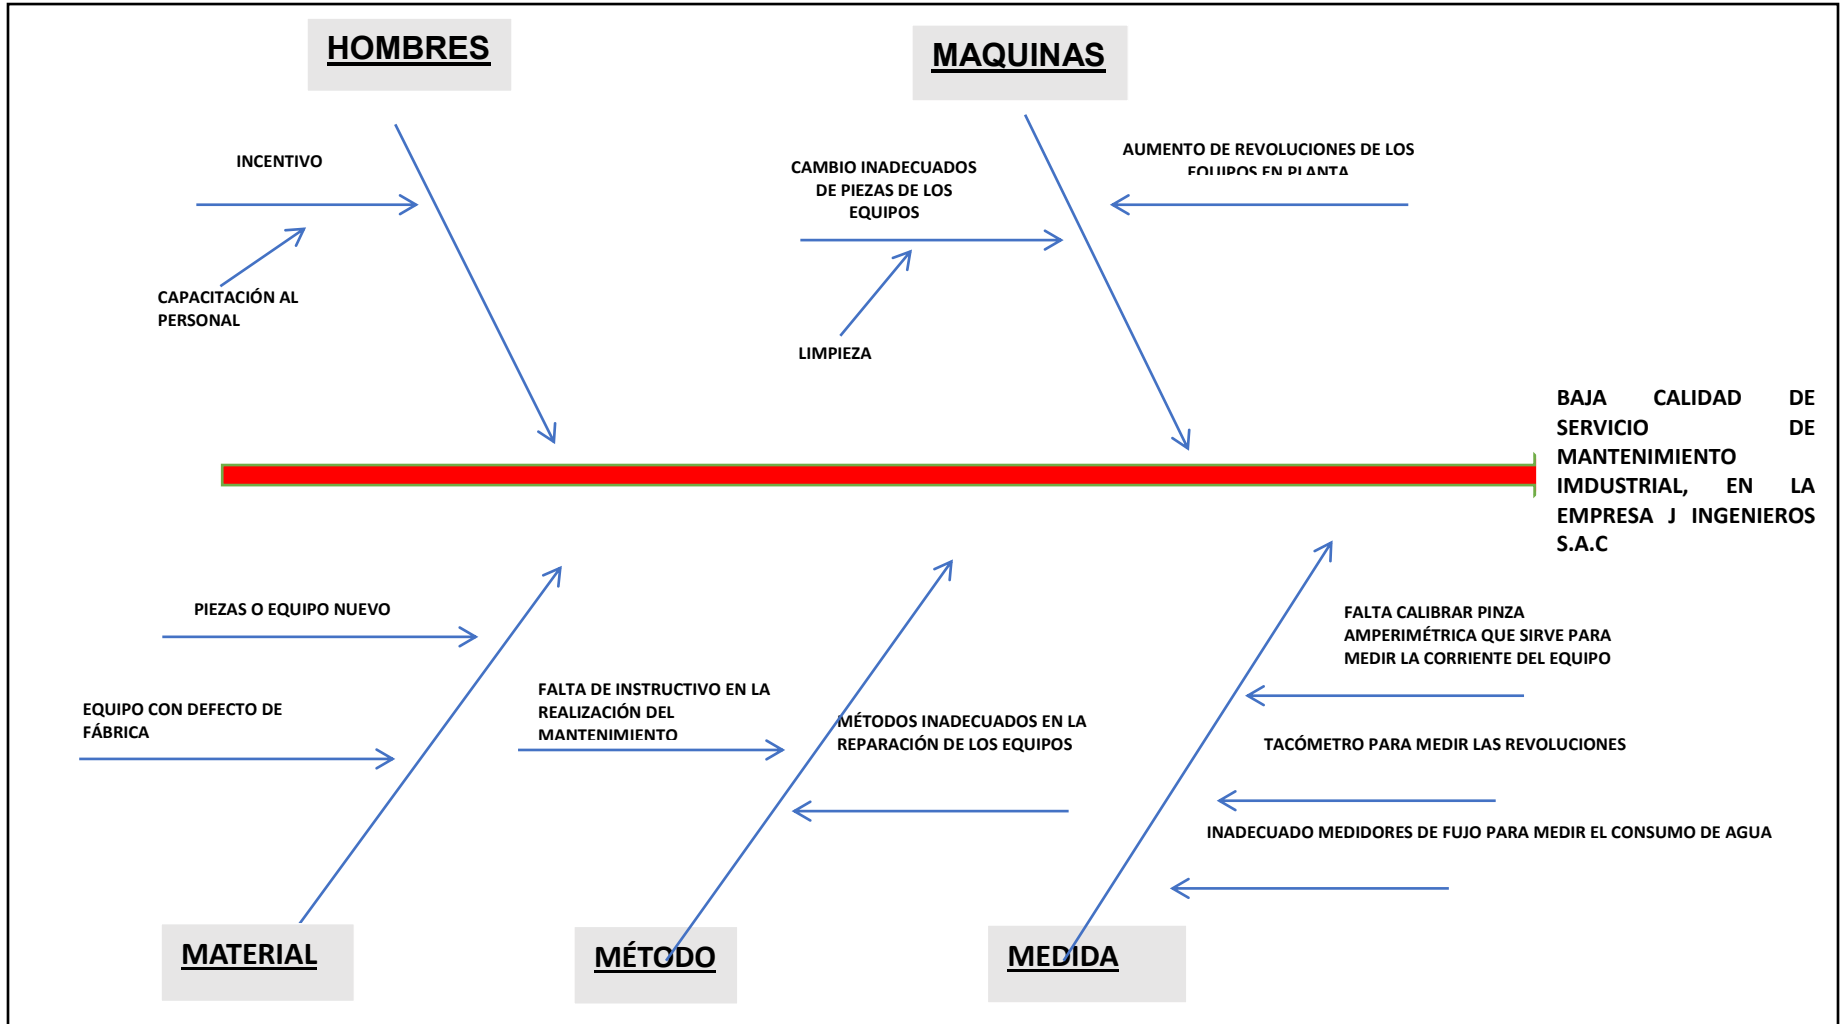 HOMBRES
MAQUINAS
INCENTIVO
CAPACITACIÓN AL
PERSONAL
CAMBIO INADECUADOS
DE PIEZAS DE LOS
EQUIPOS
LIMPIEZA
AUMENTO DE REVOLUCIONES DE LOS
EQUIPOS EN PLANTA
BAJA CALIDAD DE
SERVICIO DE
MANTENIMIENTO
IMDUSTRIAL, EN LA
EMPRESA J INGENIEROS
S.A.C
PIEZAS O EQUIPO NUEVO
EQUIPO CON DEFECTO DE
FÁBRICA
FALTA DE INSTRUCTIVO EN LA
REALIZACIÓN DEL
MANTENIMIENTO
MÉTODOS INADECUADOS EN LA
REPARACIÓN DE LOS EQUIPOS
FALTA CALIBRAR PINZA
AMPERIMÉTRICA QUE SIRVE PARA
MEDIR LA CORRIENTE DEL EQUIPO
TACÓMETRO PARA MEDIR LAS REVOLUCIONES
INADECUADO MEDIDORES DE FUJO PARA MEDIR EL CONSUMO DE AGUA
MATERIAL
MÉTODO
MEDIDA